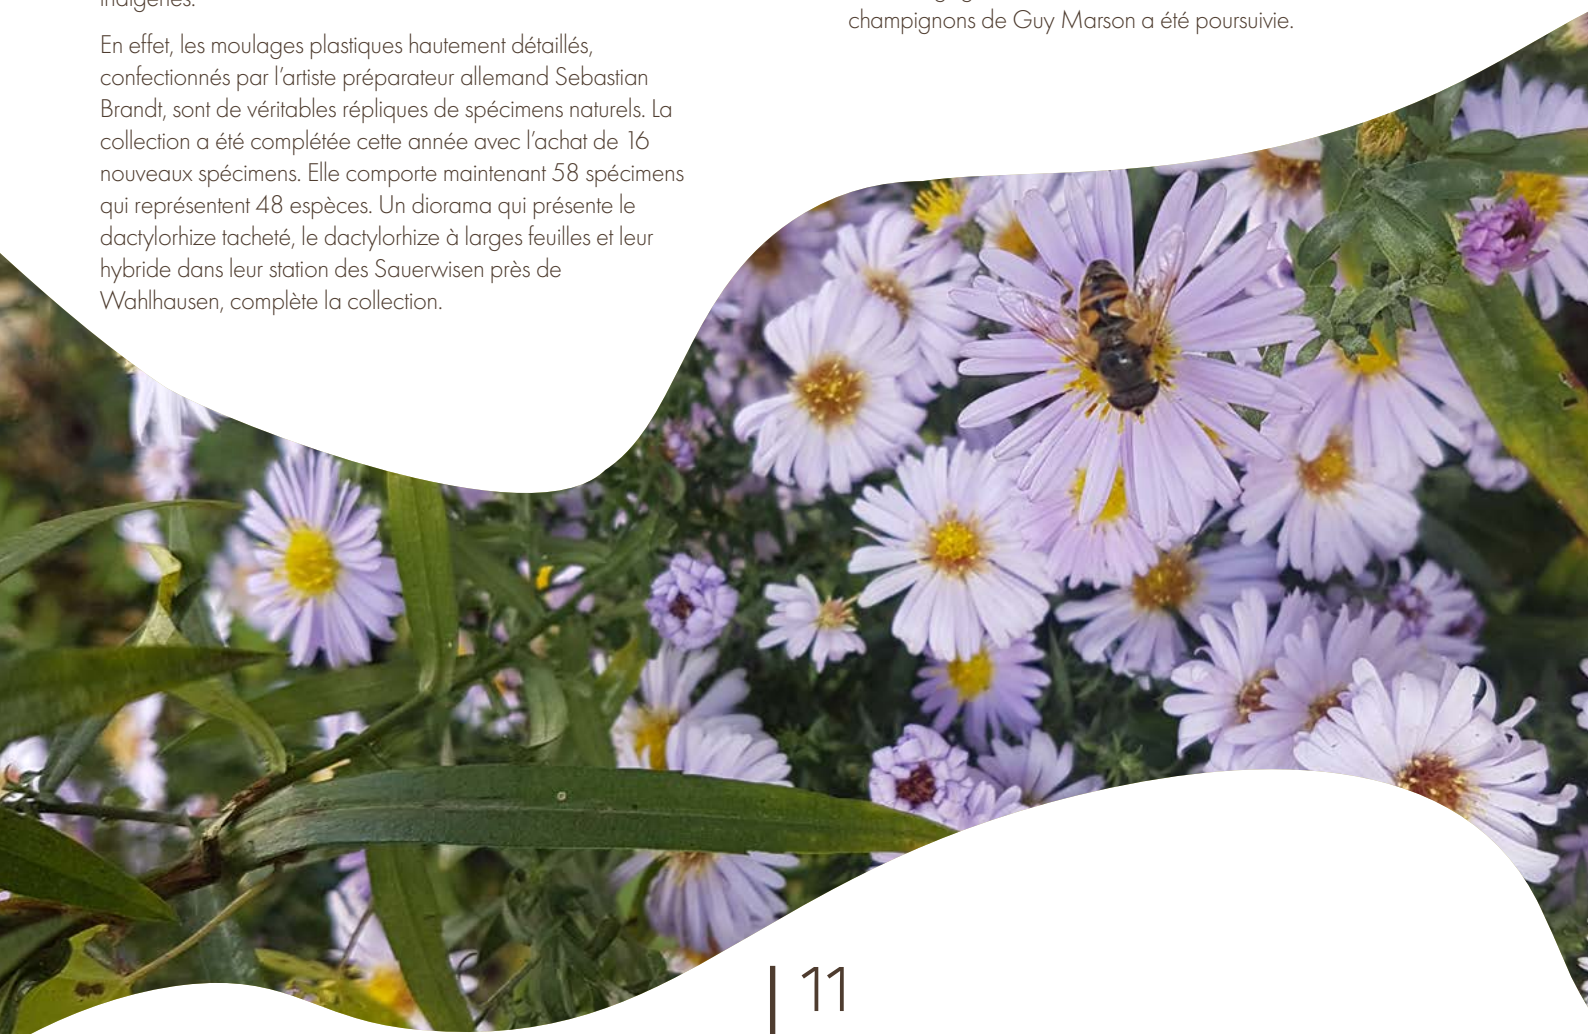 indigènes.
En effet, les moulages plastiques hautement détaillés,
confectionnés par l'artiste préparateur allemand Sebastian
Brandt, sont de véritables répliques de spécimens naturels. La
collection a été complétée cette année avec l'achat de 16
nouveaux spécimens. Elle comporte maintenant 58 spécimens
qui représentent 48 espèces. Un diorama qui présente le
dactylorhize tacheté, le dactylorhize à larges feuilles et leur
hybride dans leur station des Sauerwisen près de
Wahlhausen, complète la collection.
champignons de Guy Marson a été poursuivie.
11